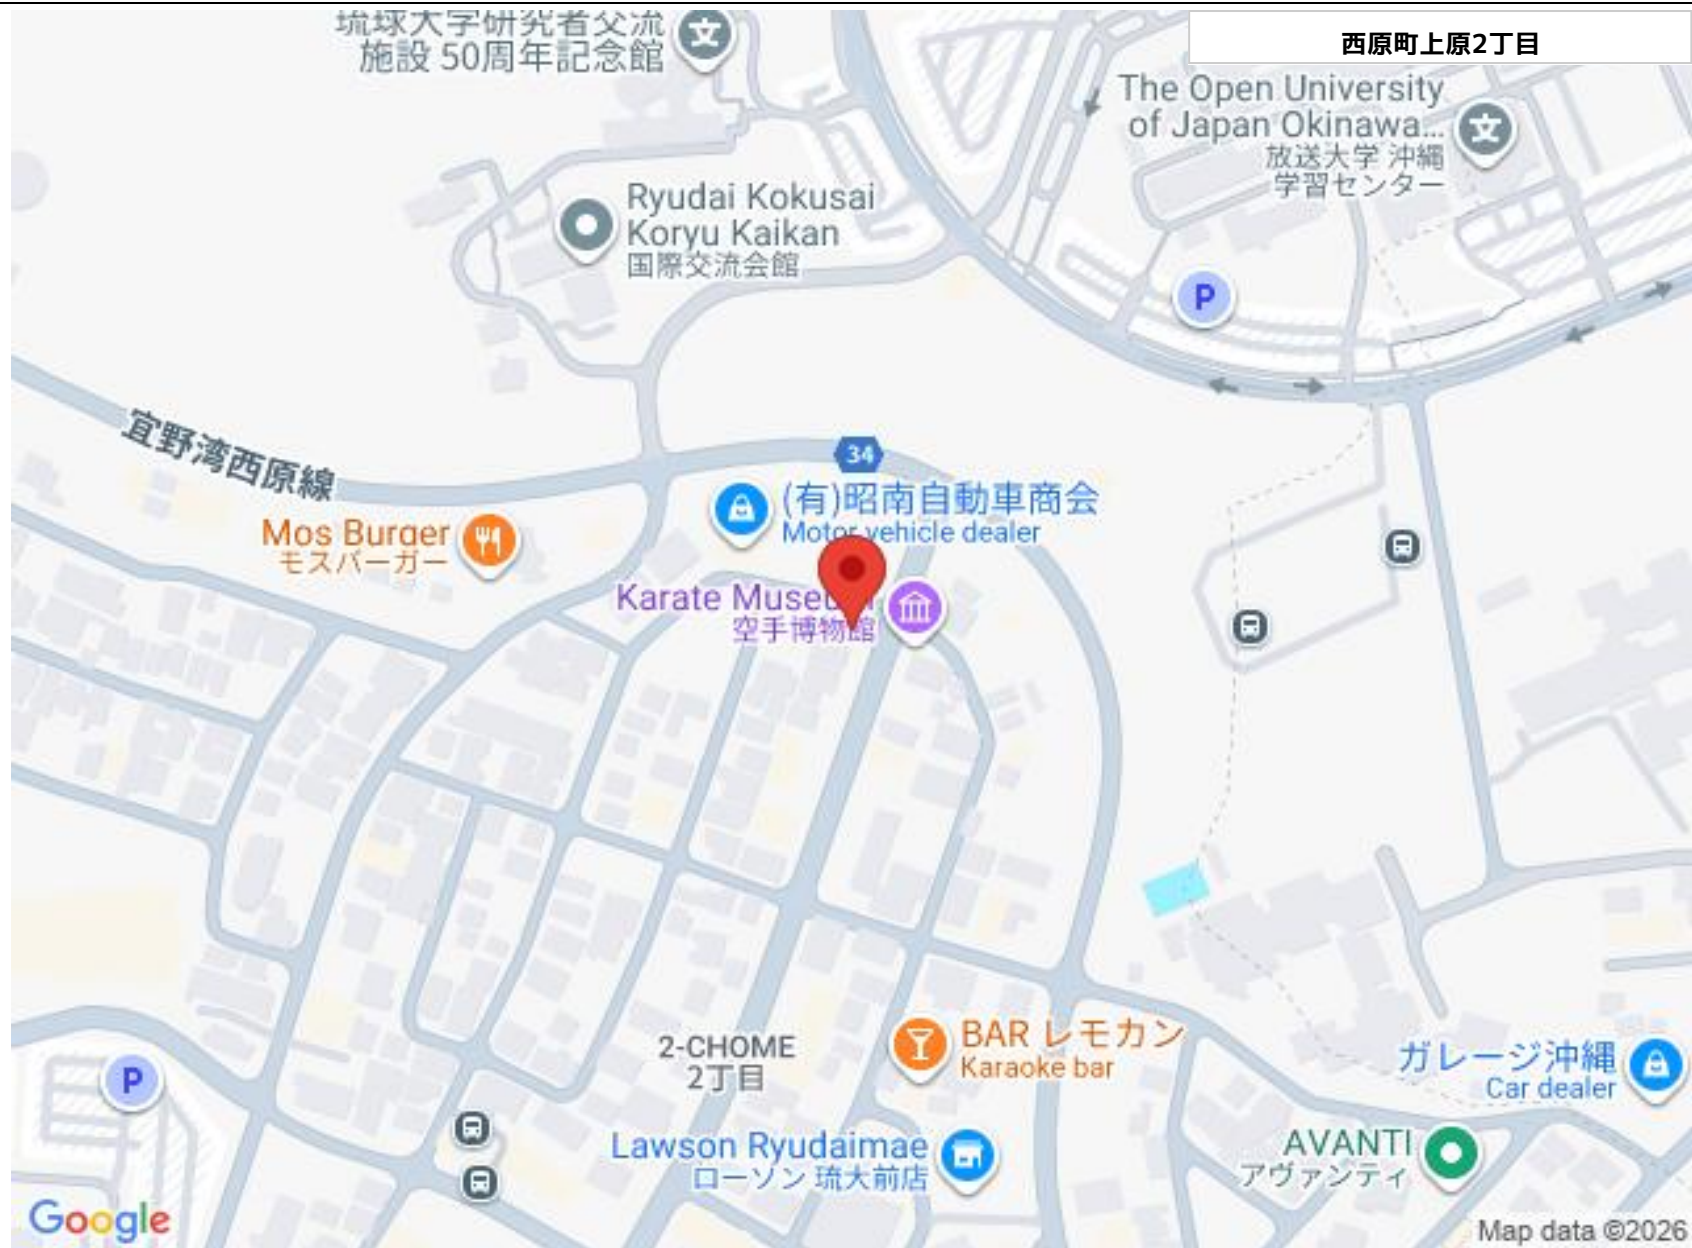 琉球大学研究者交流
施設 50周年記念館
西原町上原2丁目
The Open University
of Japan Okinawa...
放送大学 沖縄
学習センター
Ryudai Kokusai
Koryu Kaikan
国際交流会館
P
宜野湾西原線
34
(有)昭南自動車商会
Motor vehicle dealer
Mos Burger
モスバーガー
Karate Museum
空手博物館
2-CHOME
2丁目
BAR レモカン
Karaoke bar
ガレージ沖縄
Car dealer
P
Lawson Ryudaimae
ローソン 琉大前店
AVANTI
アヴァンティ
Google
Map data ©2026